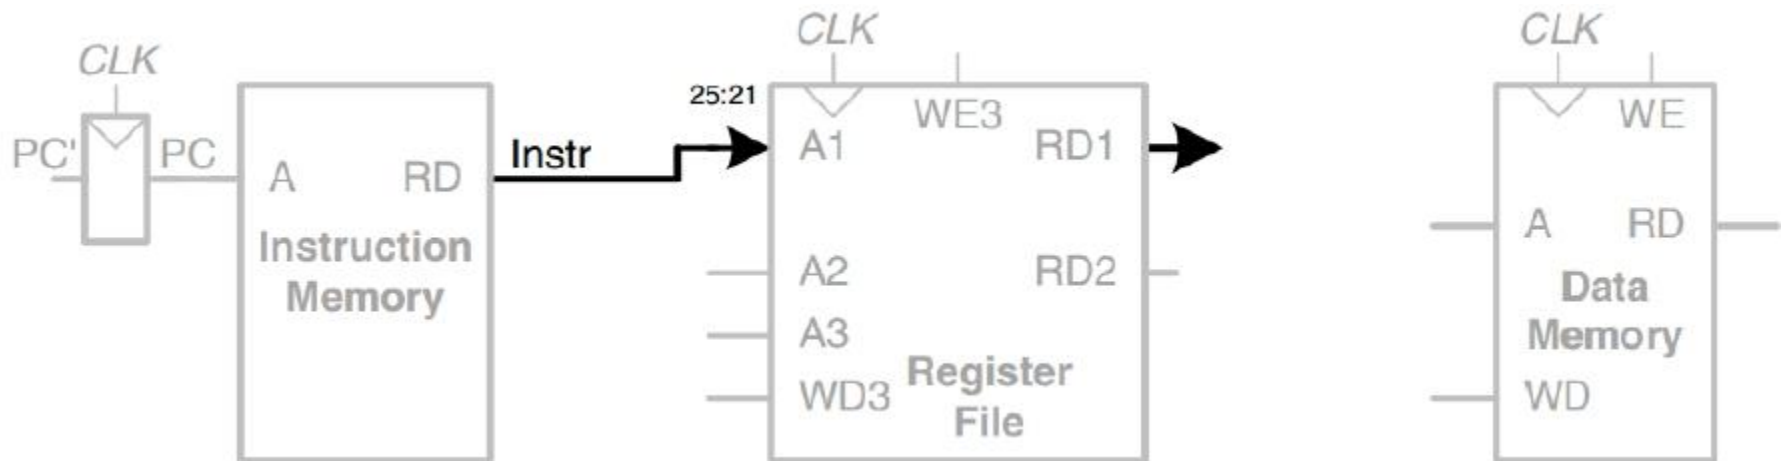 CLK
PC'
PC
A
RD
Instruction
Memory
Instr
25:21
CLK
WE3
A1
RD1
A2
RD2
A3
WD3
Register
File
CLK
WE
A
RD
Data
Memory
WD